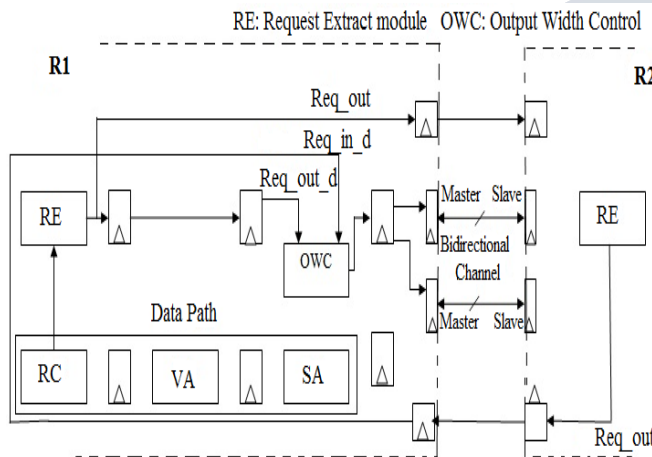 RE: Request Extract module OWC: Output Width Control
R1
R2
Req_out
Req_in_d
Req_out_d
RE
OWC
Master Slave
Bidirectional
Channel
Master Slave
RE
Data Path
RC
VA
SA
Req_out